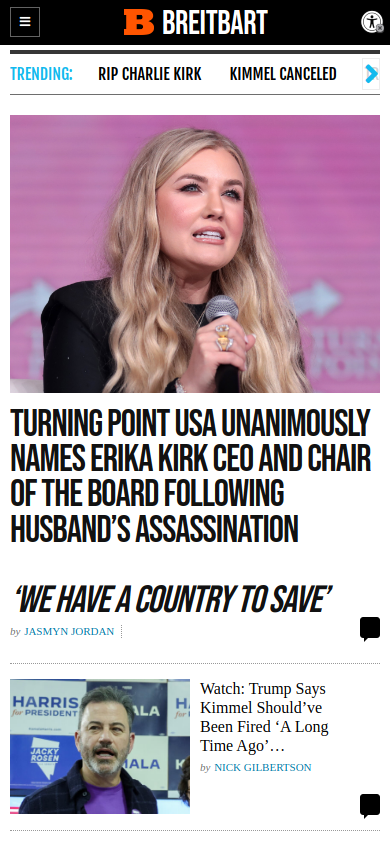 BREITBART
TRENDING:
RIP CHARLIE KIRK
KIMMEL CANCELED
TURNING POINT USA UNANIMOUSLY
NAMES ERIKA KIRK CEO AND CHAIR
OF THE BOARD FOLLOWING
HUSBAND’S ASSASSINATION
‘WE HAVE A COUNTRY TO SAVE’
by JASMYN JORDAN
HARRIS
for PRESIDENT
JACKY
ROSEN
Watch: Trump Says
Kimmel Should’ve
Been Fired ‘A Long
Time Ago’…
by NICK GILBERTSON